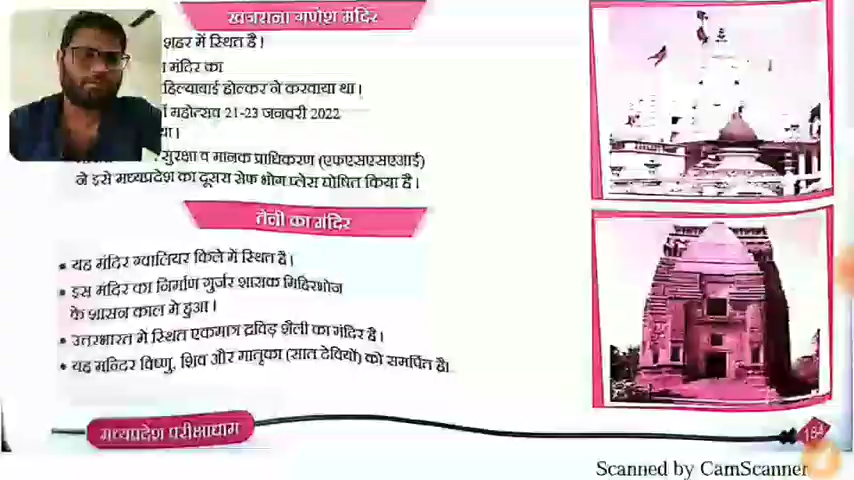 खजराना गणेश मंदिर
शहर में स्थित है।
मंदिर का
हिल्याबाई होल्कर ने करवाया था।
महोत्सव 21-23 जनवरी 2022
था।
सुरक्षा व मानक प्राधिकरण (एफएसएसएआई)
ने इसे मध्यप्रदेश का दूसरा सेफ भोग प्लेस घोषित किया है।
तेली का मंदिर
• यह मंदिर ग्वालियर किले में स्थित है।
• इस मंदिर का निर्माण गुर्जर शासक मिहिरभोज
के शासन काल मे हुआ।
• उत्तरभारत मे स्थित एकमात्र द्रविड़ शैली का मंदिर है।
• यह मन्दिर विष्णु, शिव और मातृका (सात देवियों) को समर्पित है।
मध्यप्रदेश परीक्षाधाम
184
Scanned by CamScanner